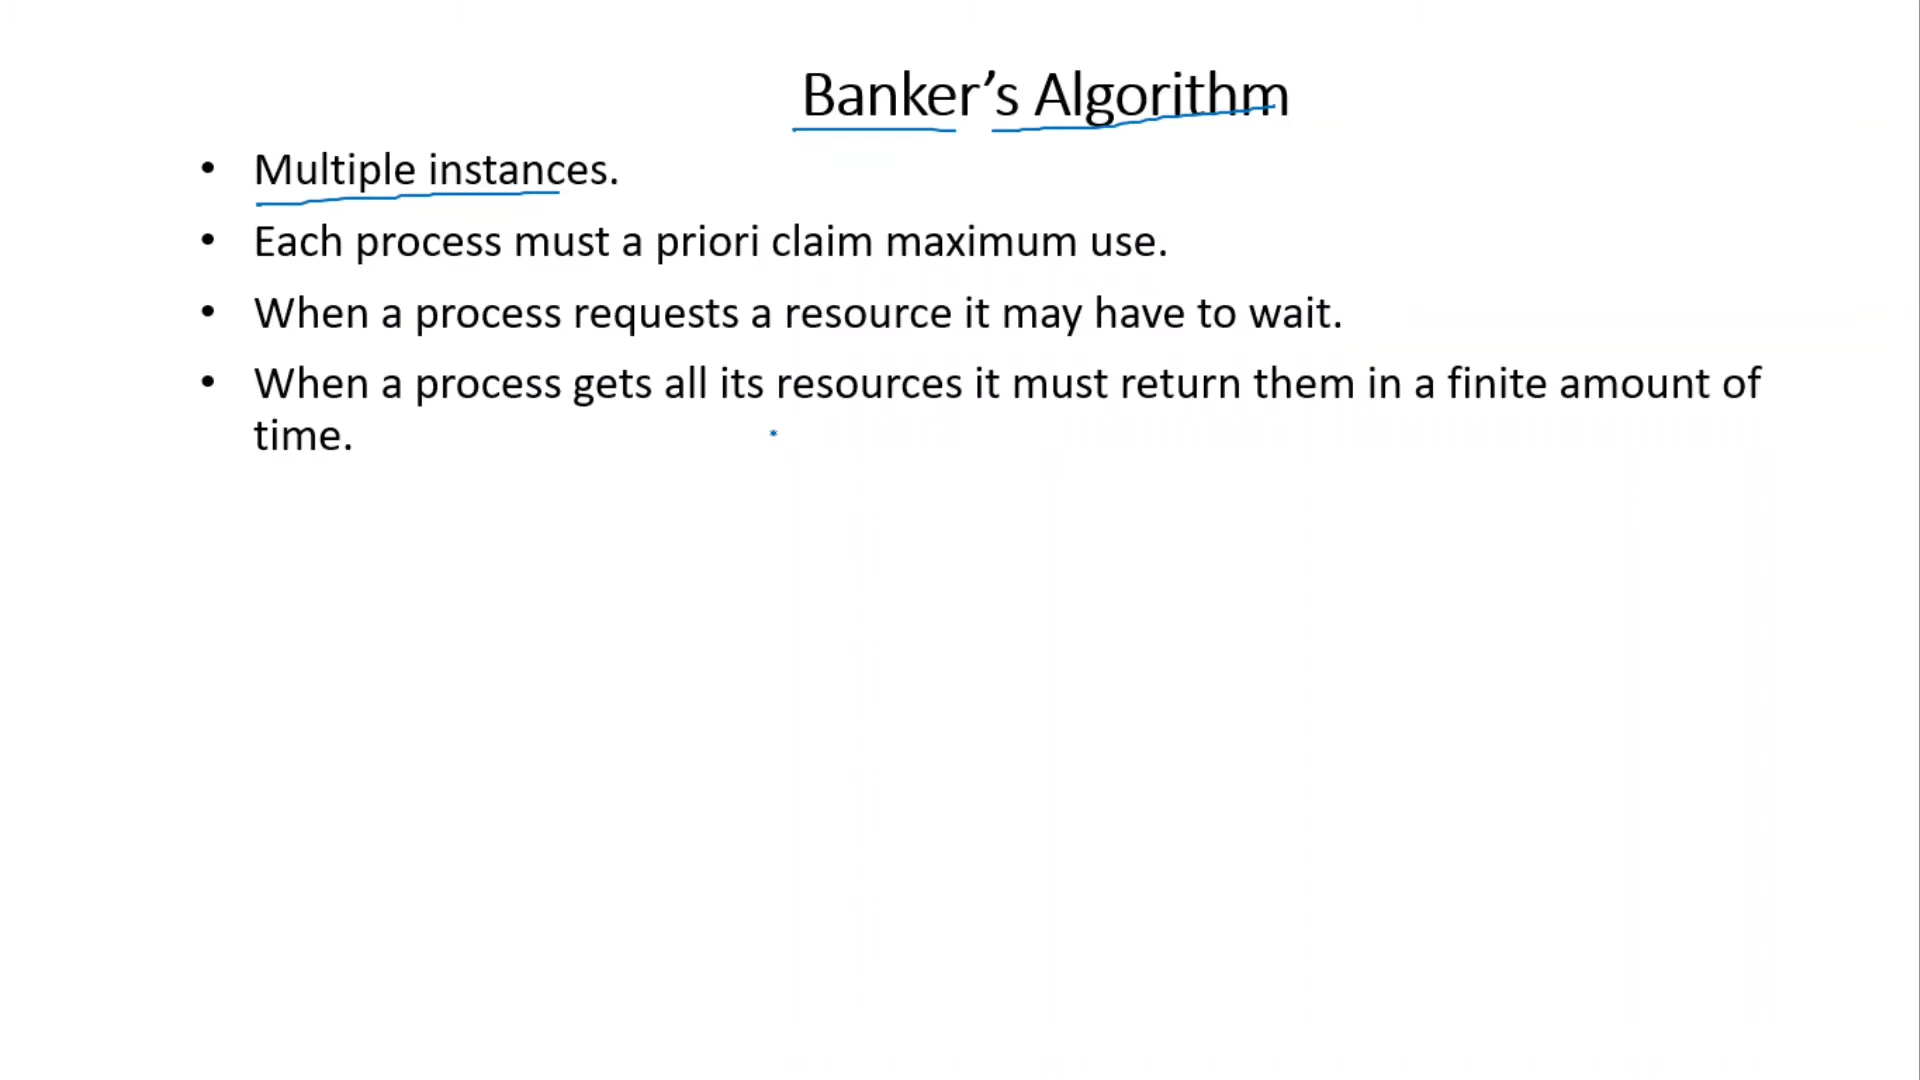 Banker’s Algorithm
• Multiple instances.
• Each process must a priori claim maximum use.
• When a process requests a resource it may have to wait.
• When a process gets all its resources it must return them in a finite amount of
time.